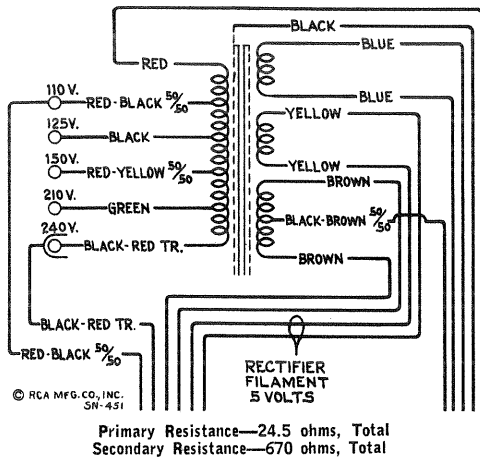 BLACK
BLUE
RED
110 V.
RED-BLACK 50/50
BLUE
125V.
BLACK
YELLOW
150V.
RED-YELLOW 50/50
YELLOW
210V.
GREEN
BROWN
BLACK-BROWN 50/50
240V.
BLACK-RED TR.
BROWN
BLACK-RED TR.
RED-BLACK 50/50
RECTIFIER
FILAMENT
5 VOLTS
© RCA MFG. CO., INC.
SN-451
Primary Resistance—24.5 ohms, Total
Secondary Resistance—670 ohms, Total